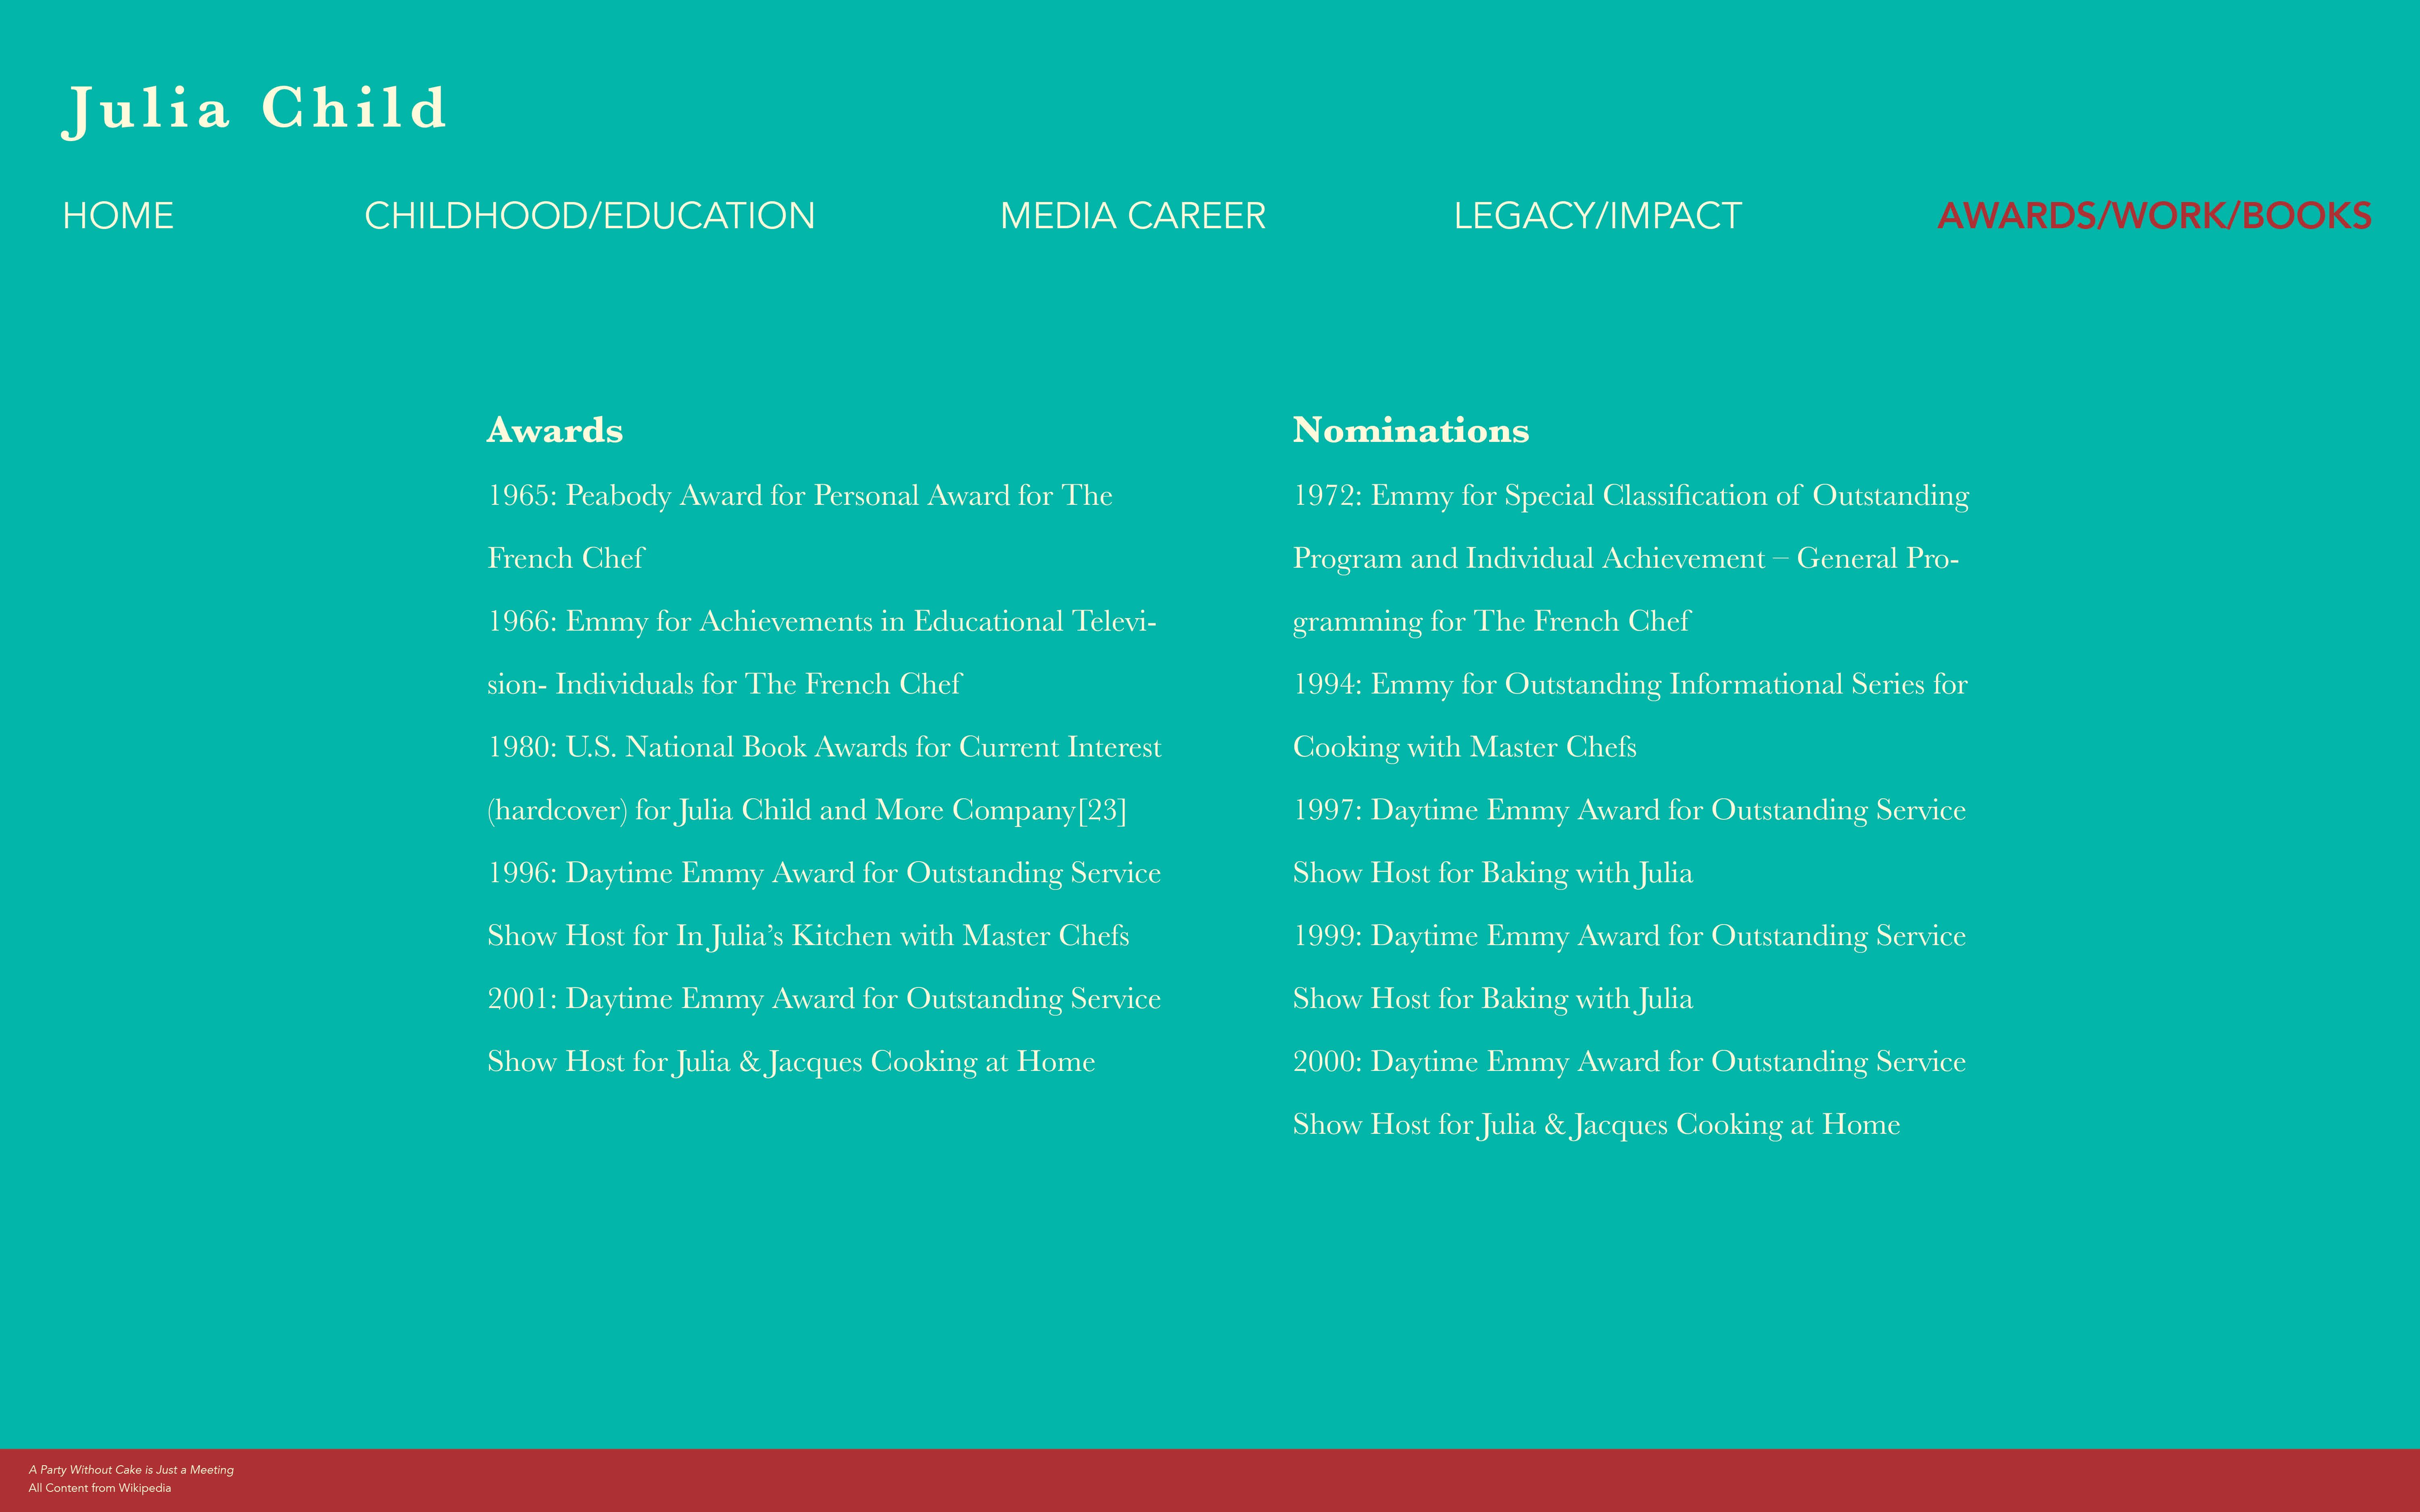 Julia Child
HOME
CHILDHOOD/EDUCATION
MEDIA CAREER
LEGACY/IMPACT
AWARDS/WORK/BOOKS
Awards
1965: Peabody Award for Personal Award for The
French Chef
1966: Emmy for Achievements in Educational Televi-
sion- Individuals for The French Chef
1980: U.S. National Book Awards for Current Interest
(hardcover) for Julia Child and More Company[23]
1996: Daytime Emmy Award for Outstanding Service
Show Host for In Julia’s Kitchen with Master Chefs
2001: Daytime Emmy Award for Outstanding Service
Show Host for Julia & Jacques Cooking at Home
Nominations
1972: Emmy for Special Classification of Outstanding
Program and Individual Achievement – General Pro-
gramming for The French Chef
1994: Emmy for Outstanding Informational Series for
Cooking with Master Chefs
1997: Daytime Emmy Award for Outstanding Service
Show Host for Baking with Julia
1999: Daytime Emmy Award for Outstanding Service
Show Host for Baking with Julia
2000: Daytime Emmy Award for Outstanding Service
Show Host for Julia & Jacques Cooking at Home
A Party Without Cake is Just a Meeting
All Content from Wikipedia